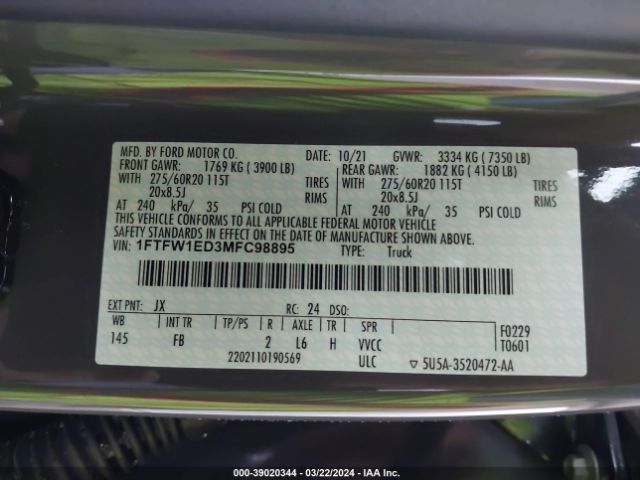 MFD. BY FORD MOTOR CO. DATE: 10/21 GVWR: 3334 KG ( 7350 LB)
FRONT GAWR: 1769 KG ( 3900 LB) REAR GAWR: 1882 KG ( 4150 LB)
WITH 275/60R20 115T TIRES WITH 275/60R20 115T TIRES
20x8.5J RIMS 20x8.5J RIMS
AT 240 kPa/ 35 PSI COLD AT 240 kPa/ 35 PSI COLD
THIS VEHICLE CONFORMS TO ALL APPLICABLE FEDERAL MOTOR VEHICLE
SAFETY STANDARDS IN EFFECT ON THE DATE OF MANUFACTURE SHOWN ABOVE.
VIN: 1FTFW1ED3MFC98895 TYPE: Truck
EXT PNT: JX RC: 24 DSO:
WB INT TR TP/PS R AXLE TR SPR F0229
145 FB 2 L6 H VVCC T0601
2202110190569 ULC ▽ 5U5A-3520472-AA
000-39020344 - 03/22/2024 - IAA Inc.